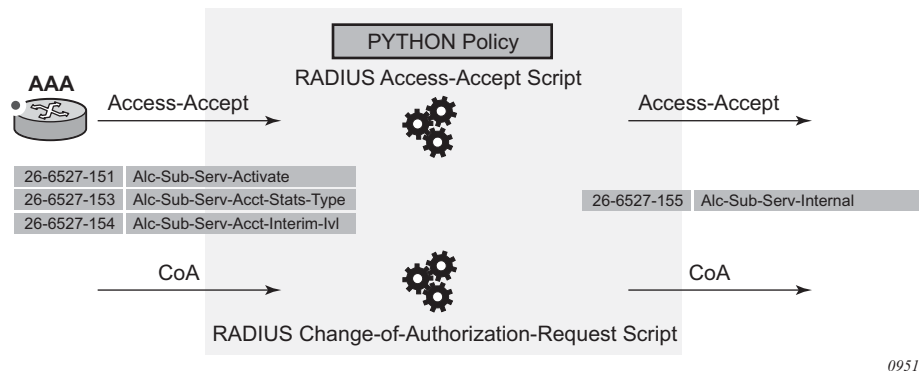 PYTHON Policy
RADIUS Access-Accept Script
AAA
Access-Accept
Access-Accept
26-6527-151 Alc-Sub-Serv-Activate
26-6527-153 Alc-Sub-Serv-Acct-Stats-Type
26-6527-155 Alc-Sub-Serv-Internal
26-6527-154 Alc-Sub-Serv-Acct-Interim-Ivl
CoA
CoA
RADIUS Change-of-Authorization-Request Script
0951